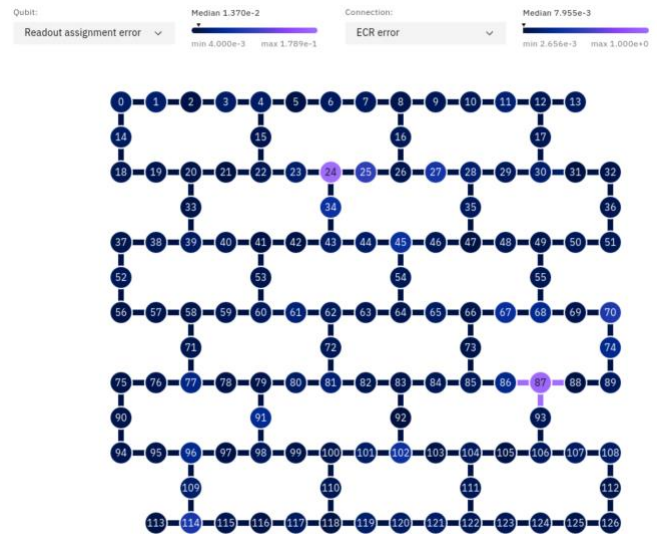 Qubit: Median 1.370e-2 Connection: Median 7.955e-3
Readout assignment error ECR error
min 4.000e-3 max 1.789e-1 min 2.656e-3 max 1.000e+0
0 1 2 3 4 5 6 7 8 9 10 11 12 13
14 15 16 17
18 19 20 21 22 23 24 25 26 27 28 29 30 31 32
33 34 35 36
37 38 39 40 41 42 43 44 45 46 47 48 49 50 51
52 53 54 55
56 57 58 59 60 61 62 63 64 65 66 67 68 69 70
71 72 73 74
75 76 77 78 79 80 81 82 83 84 85 86 87 88 89
90 91 92 93
94 95 96 97 98 99 100 101 102 103 104 105 106 107 108
109 110 111 112
113 114 115 116 117 118 119 120 121 122 123 124 125 126